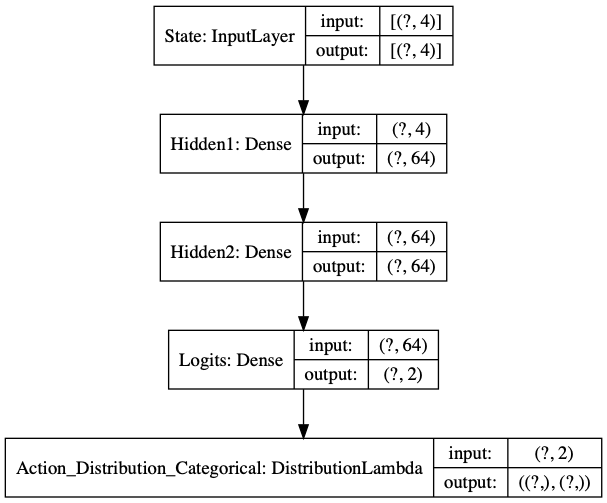 State: InputLayer
input: [(?, 4)]
output: [(?, 4)]
Hidden1: Dense
input: (?, 4)
output: (?, 64)
Hidden2: Dense
input: (?, 64)
output: (?, 64)
Logits: Dense
input: (?, 64)
output: (?, 2)
Action_Distribution_Categorical: DistributionLambda
input: (?, 2)
output: ((?,), (?,))